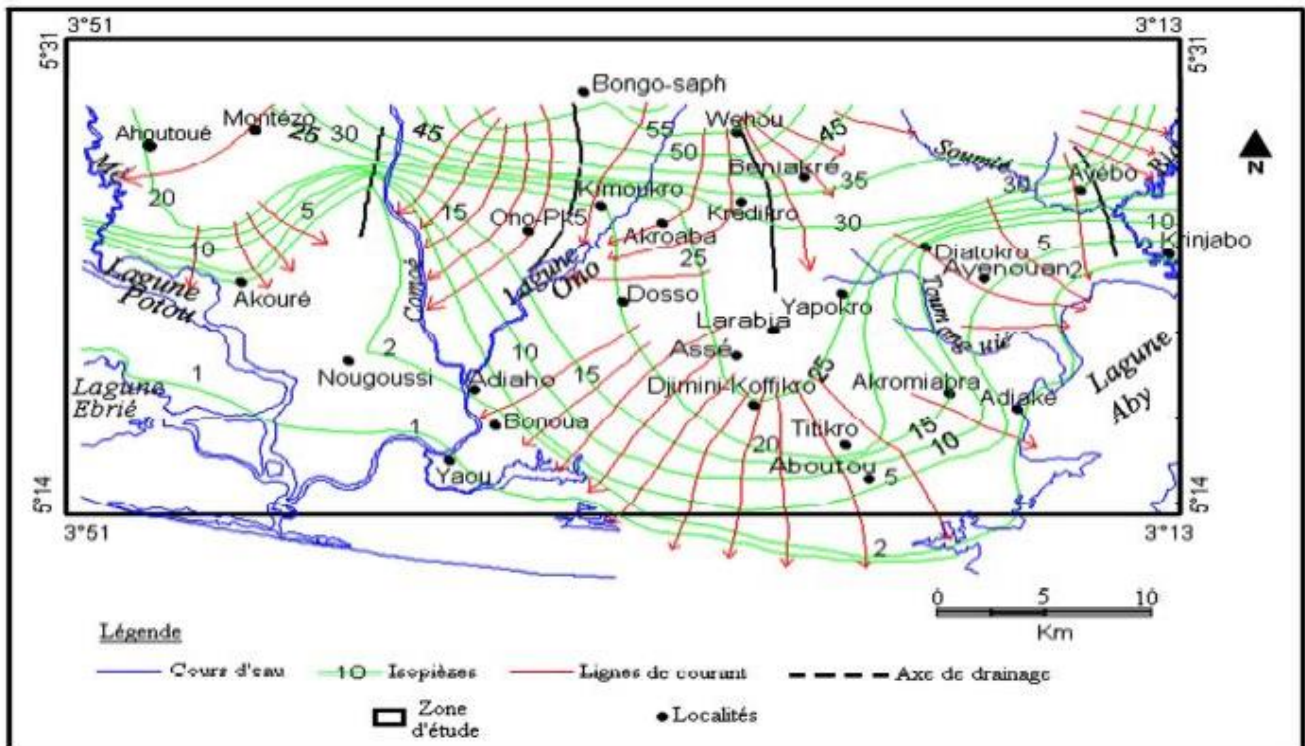 3°51
3°13
5°31
5°31
Bongo-saph
Montézo
25
30
45
55
Wehou
45
Ahoutoué
50
Soumié
Me
Beniakré
35
30
Ayébo
Bia
20
Kimoukro
5
15
Ono-Pk5
Kredikro
30
10
10
Akroaba
Diatokro
5
Krinjabo
Lagune
Potou
Akouré
Comoé
Lagune
Ono
25
Ayenouan2
Dosso
Yapokro
Larabia
2
10
Assé
1
Nougoussi
15
Lagune
Ebrié
Adiaho
Djimini-Koffikro
25
Akromiabra
Adiaké
Lagune
Aby
1
Bonoua
20
Titikro
15
10
Yaou
Aboutou
5
5°14
5°14
3°51
2
3°13
N
0
5
10
Km
Légende
Cours d'eau
10
Isopièzes
Lignes de courant
Axe de drainage
Zone
d'étude
Localités